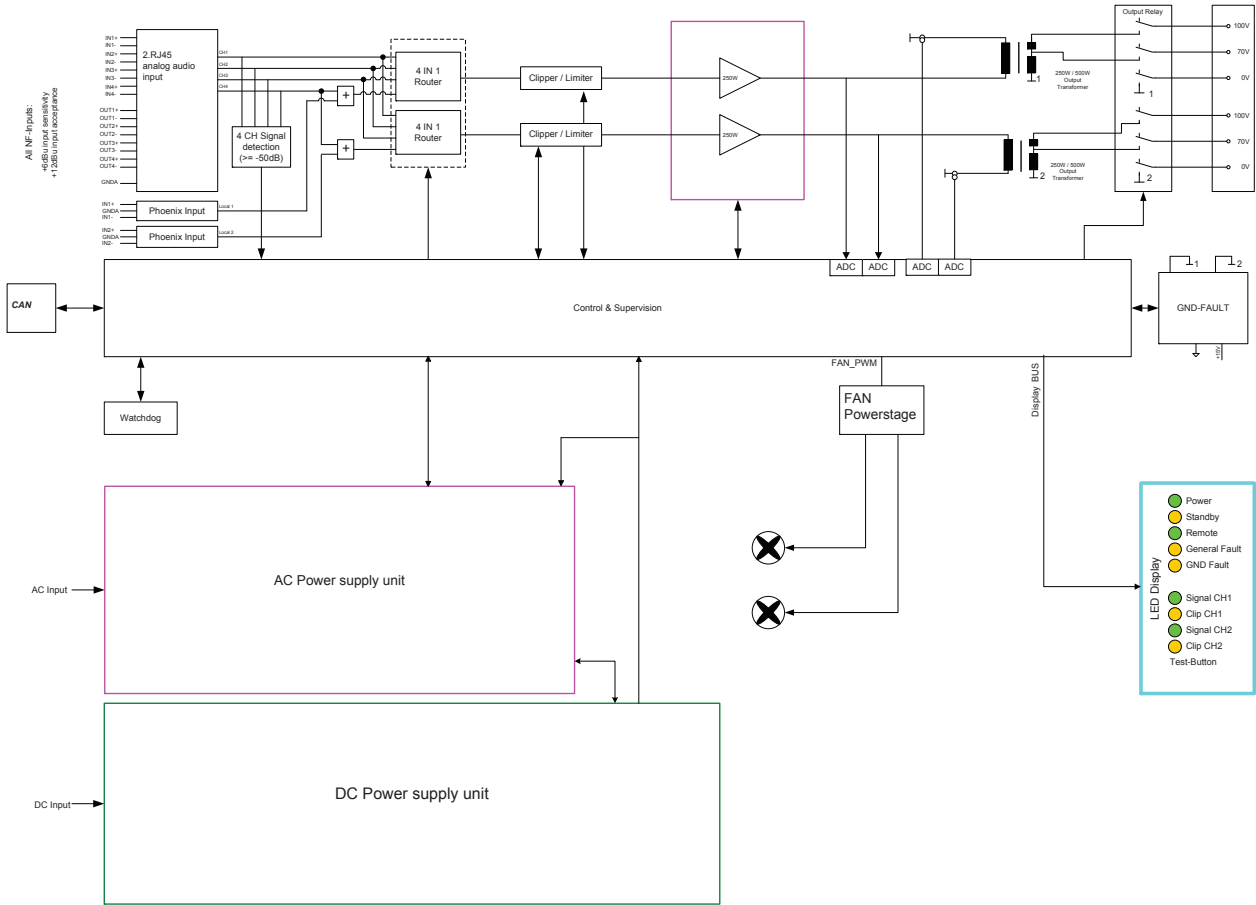 All NF-Inputs:
+6dBu input sensitivity
+12dBu input acceptance
IN1+
IN1-
IN2+
IN2-
IN3+
IN3-
IN4+
IN4-
OUT1+
OUT1-
OUT2+
OUT2-
OUT3+
OUT3-
OUT4+
OUT4-
GNDA
2.RJ45
analog audio
input
CH1
CH2
CH3
CH4
4 CH Signal
detection
(>= -50dB)
IN1+
GNDA
IN1-
Phoenix Input
Local 1
IN2+
GNDA
IN2-
Phoenix Input
Local 2
+
+
4 IN 1
Router
4 IN 1
Router
Clipper / Limiter
Clipper / Limiter
250W
250W
1
250W / 500W
Output
Transformer
2
250W / 500W
Output
Transformer
Output Relay
1
2
100V
70V
0V
100V
70V
0V
CAN
ADC
ADC
ADC
ADC
Control & Supervision
1
2
GND-FAULT
+15V
Watchdog
FAN_PWM
FAN
Powerstage
Display BUS
AC Input
AC Power supply unit
DC Input
DC Power supply unit
LED Display
Power
Standby
Remote
General Fault
GND Fault
Signal CH1
Clip CH1
Signal CH2
Clip CH2
Test-Button